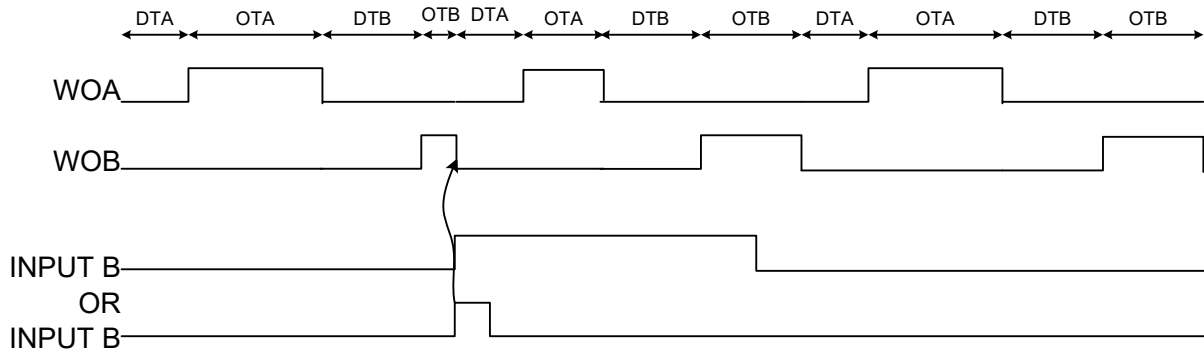 DTA OTA DTB OTB DTA OTA DTB OTB DTA OTA DTB OTB
WOA
WOB
INPUT B
OR
INPUT B